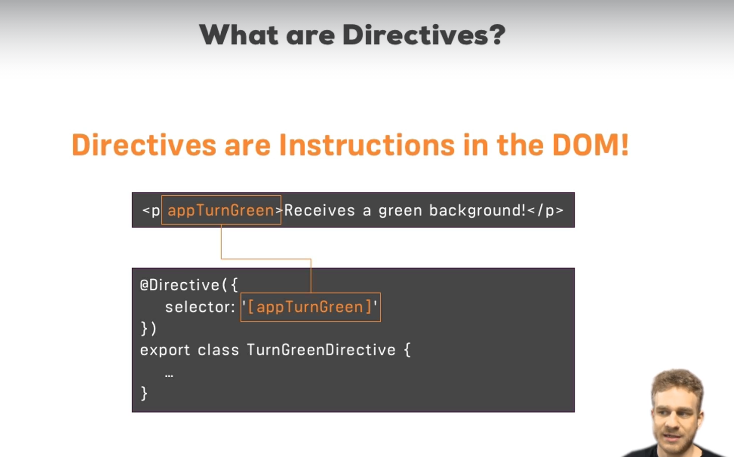 What are Directives?
Directives are Instructions in the DOM!
<p appTurnGreen>Receives a green background!</p>
@Directive({
selector: '[appTurnGreen]'
})
export class TurnGreenDirective {
…
}